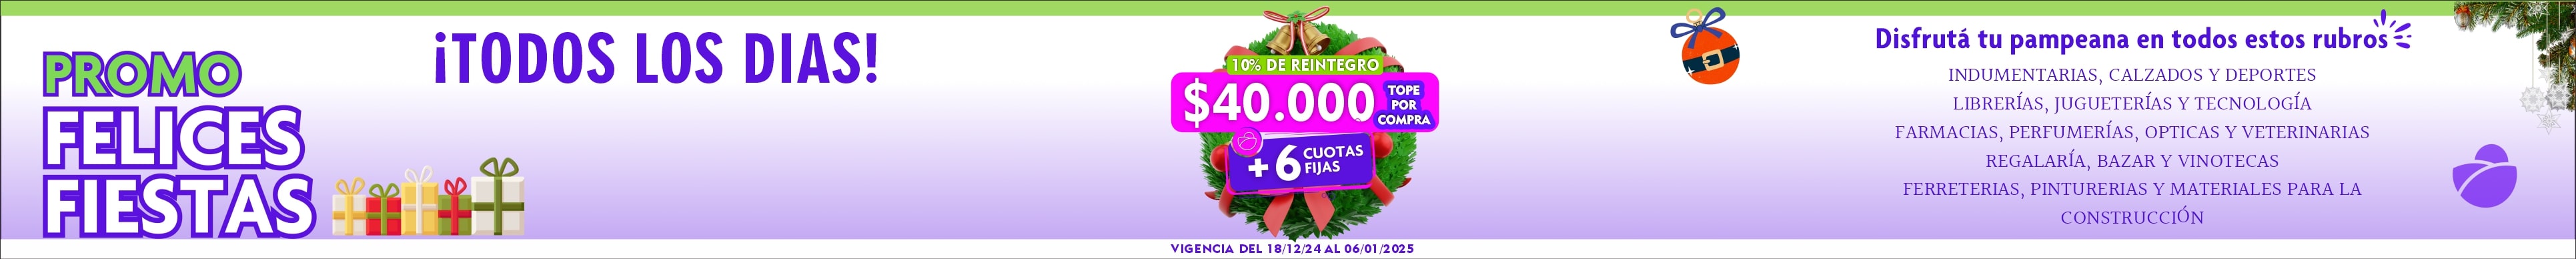 PROMO
FELICES
FIESTAS
¡TODOS LOS DIAS!
10% DE REINTEGRO
$40.000
TOPE
POR
COMPRA
+ 6 CUOTAS
FIJAS
VIGENCIA DEL 18/12/24 AL 06/01/2025
Disfrutá tu pampeana en todos estos rubros
INDUMENTARIAS, CALZADOS Y DEPORTES
LIBRERÍAS, JUGUETERÍAS Y TECNOLOGÍA
FARMACIAS, PERFUMERÍAS, OPTICAS Y VETERINARIAS
REGALARÍA, BAZAR Y VINOTECAS
FERRETERIAS, PINTURERIAS Y MATERIALES PARA LA
CONSTRUCCIÓN